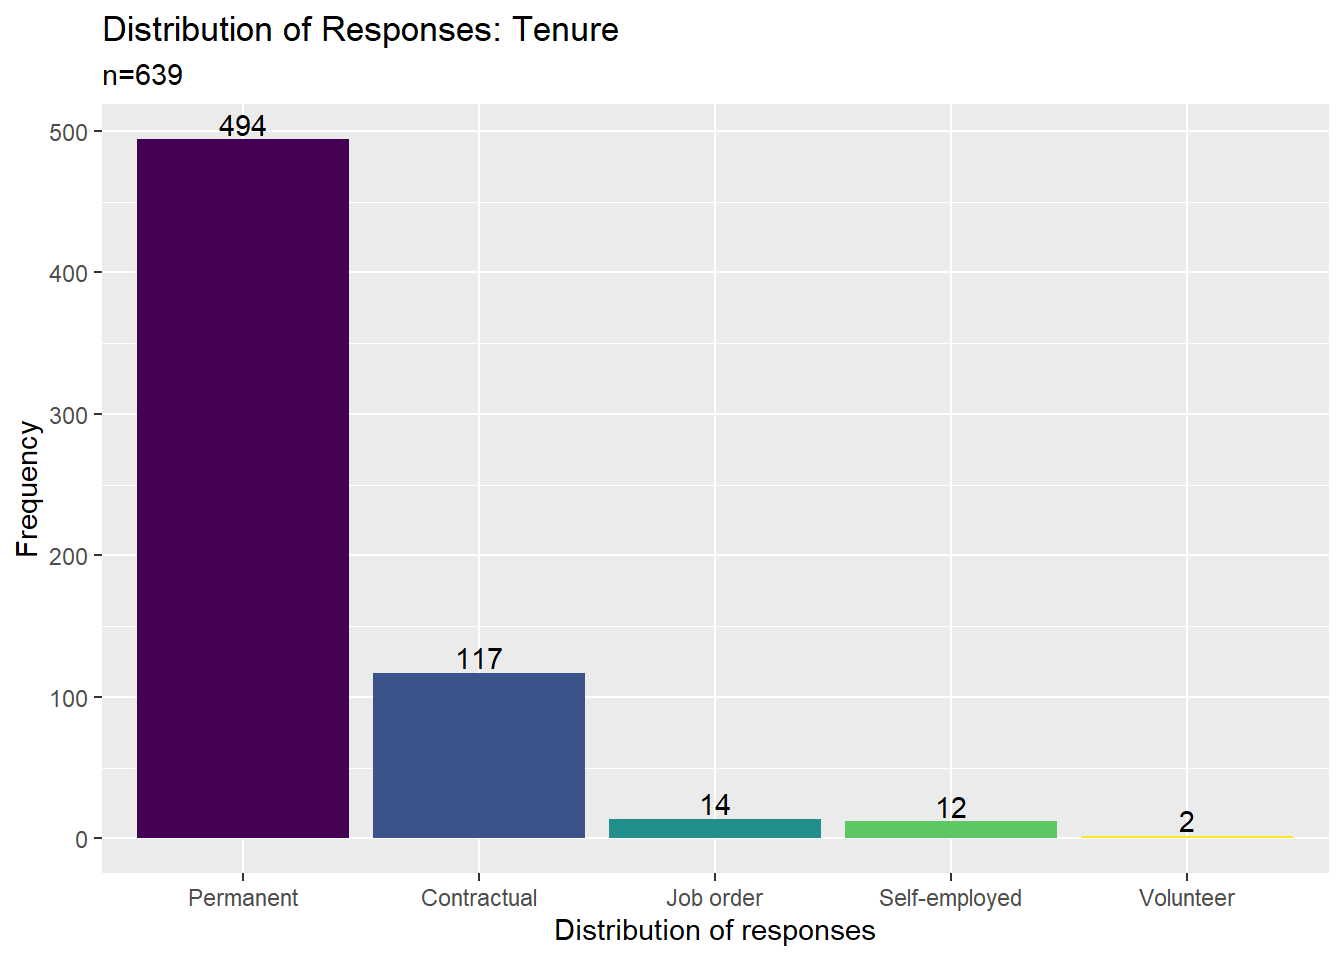 Distribution of Responses: Tenure
n=639
Frequency
500
400
300
200
100
0
494
117
14
12
2
Permanent Contractual Job order Self-employed Volunteer
Distribution of responses